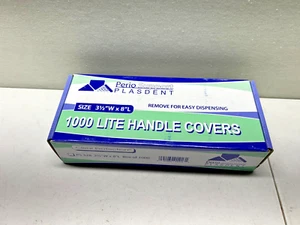 Perio
PLASDENT
SIZE 3½"W x 8"L
REMOVE FOR EASY DISPENSING
1000 LITE HANDLE COVERS